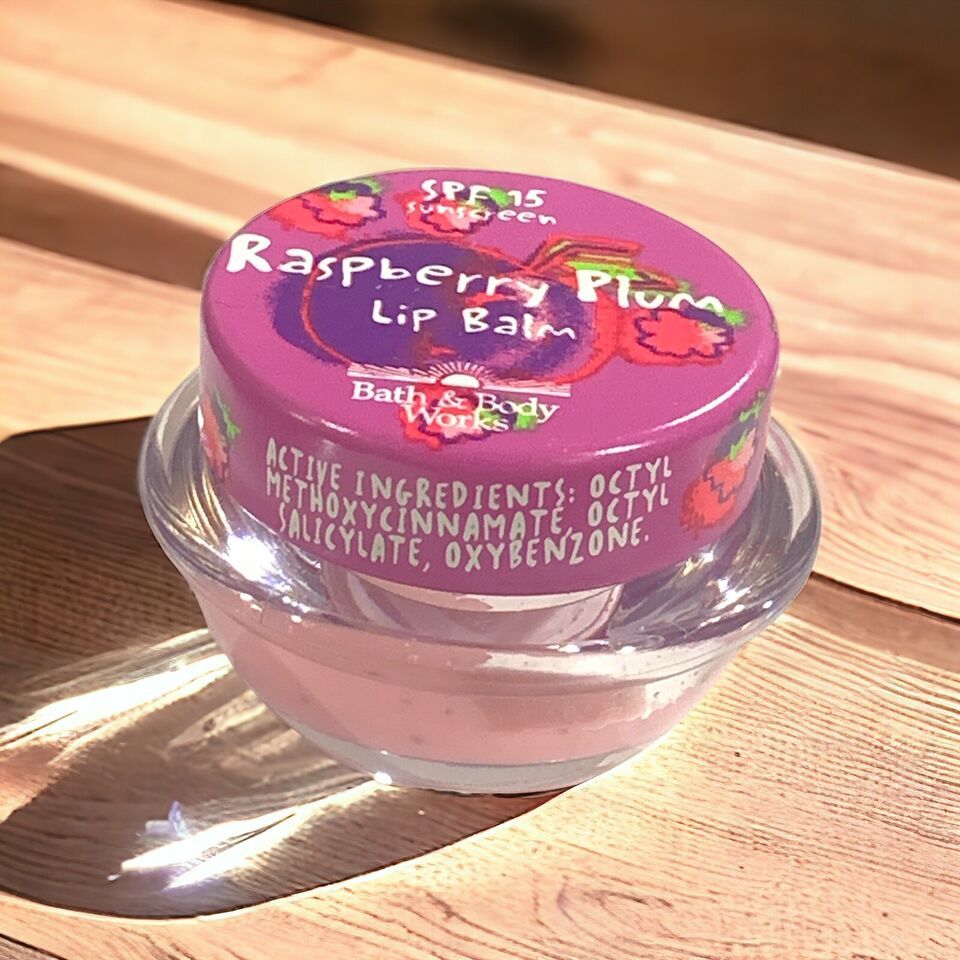 SPF 15
sunscreen
Raspberry Plum
Lip Balm
Bath & Body
Works
ACTIVE INGREDIENTS: OCTYL
METHOXYCINNAMATE, OCTYL
SALICYLATE, OXYBENZONE.